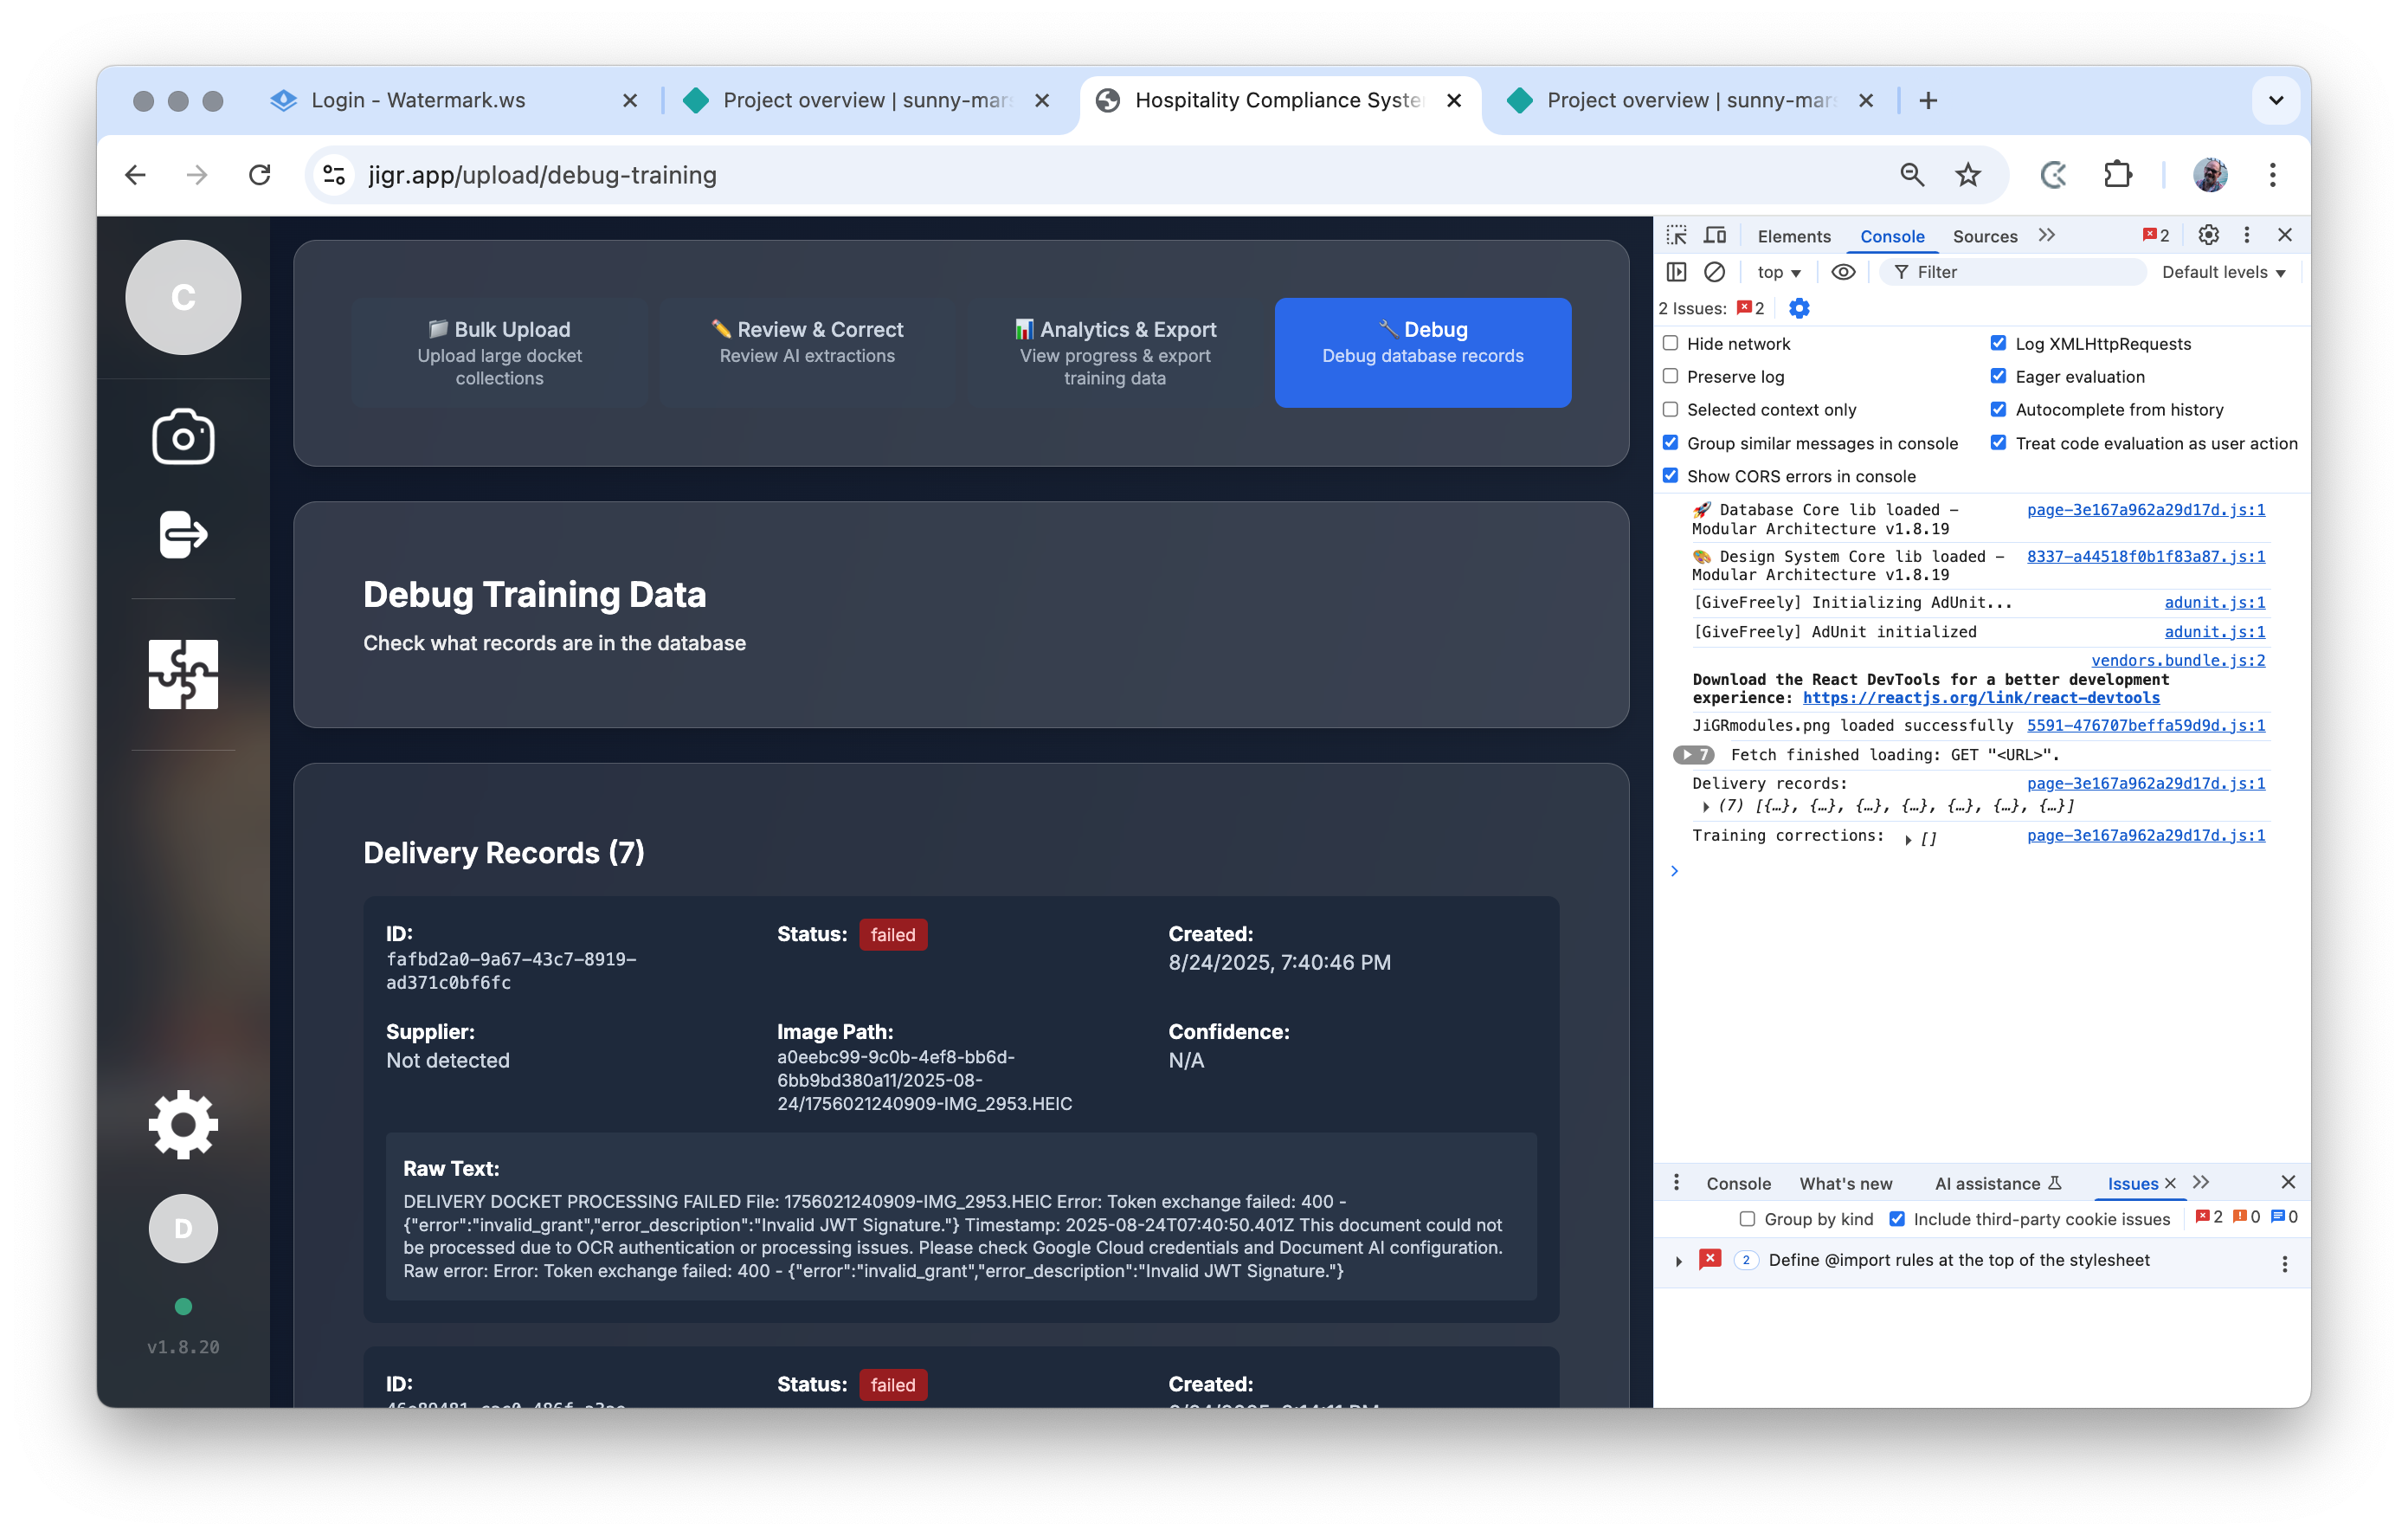 Login - Watermark.ws
Project overview | sunny-mars
Hospitality Compliance Syste
Project overview | sunny-mars
jigr.app/upload/debug-training
C
📁 Bulk Upload
Upload large docket
collections
✏️ Review & Correct
Review AI extractions
📊 Analytics & Export
View progress & export
training data
🔧 Debug
Debug database records
Debug Training Data
Check what records are in the database
Delivery Records (7)
ID:
fafbd2a0-9a67-43c7-8919-
ad371c0bf6fc
Status: failed
Created:
8/24/2025, 7:40:46 PM
Supplier:
Not detected
Image Path:
a0eebc99-9c0b-4ef8-bb6d-
6bb9bd380a11/2025-08-
24/1756021240909-IMG_2953.HEIC
Confidence:
N/A
Raw Text:
DELIVERY DOCKET PROCESSING FAILED File: 1756021240909-IMG_2953.HEIC Error: Token exchange failed: 400 -
{"error":"invalid_grant","error_description":"Invalid JWT Signature."} Timestamp: 2025-08-24T07:40:50.401Z This document could not
be processed due to OCR authentication or processing issues. Please check Google Cloud credentials and Document AI configuration.
Raw error: Error: Token exchange failed: 400 - {"error":"invalid_grant","error_description":"Invalid JWT Signature."}
ID:
Status: failed
Created:
D
v1.8.20
Elements Console Sources 2
top Filter Default levels
2 Issues: 2
Hide network
Log XMLHttpRequests
Preserve log
Eager evaluation
Selected context only
Autocomplete from history
Group similar messages in console
Treat code evaluation as user action
Show CORS errors in console
🚀 Database Core lib loaded – page-3e167a962a29d17d.js:1
Modular Architecture v1.8.19
🎨 Design System Core lib loaded – 8337-a44518f0b1f83a87.js:1
Modular Architecture v1.8.19
[GiveFreely] Initializing AdUnit... adunit.js:1
[GiveFreely] AdUnit initialized adunit.js:1
vendors.bundle.js:2
Download the React DevTools for a better development
experience: https://reactjs.org/link/react-devtools
JiGRmodules.png loaded successfully 5591-476707beffa59d9d.js:1
7 Fetch finished loading: GET "<URL>".
Delivery records: page-3e167a962a29d17d.js:1
(7) [{…}, {…}, {…}, {…}, {…}, {…}, {…}]
Training corrections: [] page-3e167a962a29d17d.js:1
Console What's new AI assistance Issues
Group by kind Include third-party cookie issues 2 0 0
2 Define @import rules at the top of the stylesheet